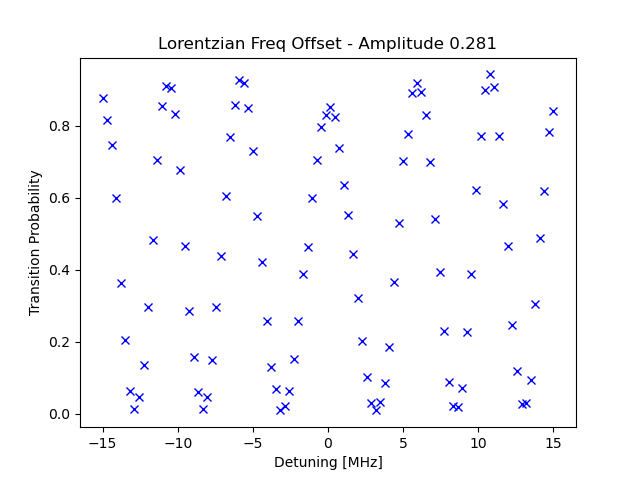 Lorentzian Freq Offset - Amplitude 0.281
Transition Probability
0.8
0.6
0.4
0.2
0.0
−15 −10 −5 0 5 10 15
Detuning [MHz]